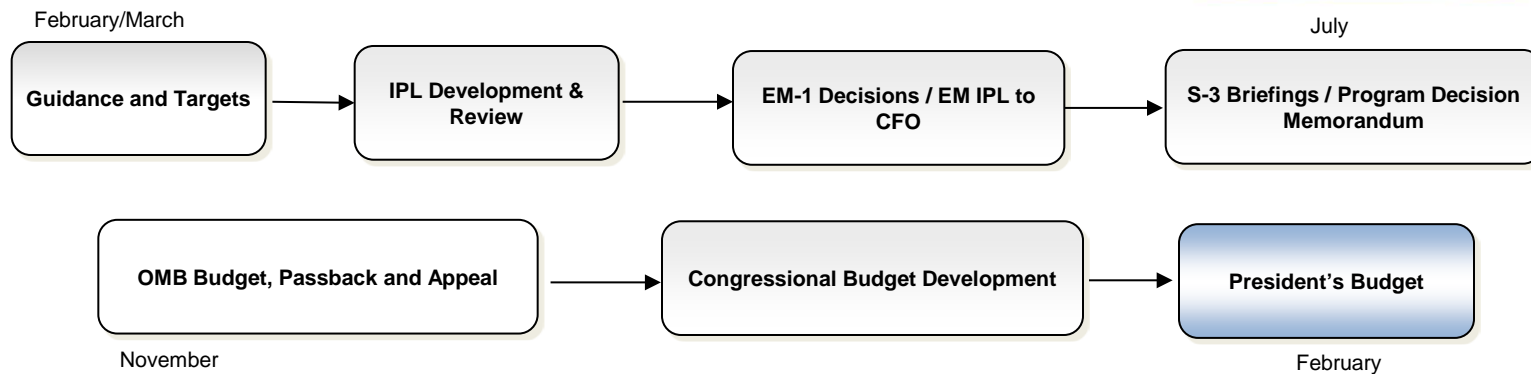 February/March
July
Guidance and Targets
IPL Development &
Review
EM-1 Decisions / EM IPL to
CFO
S-3 Briefings / Program Decision
Memorandum
OMB Budget, Passback and Appeal
Congressional Budget Development
President’s Budget
November
February